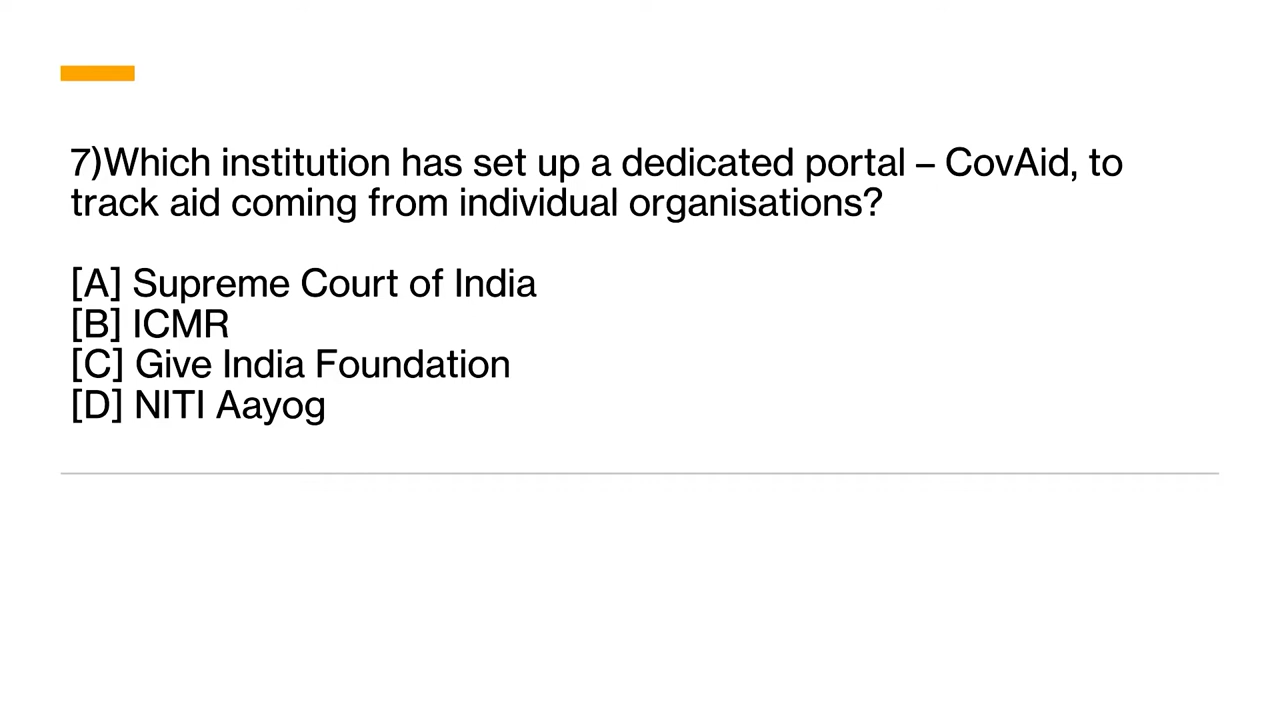 7)Which institution has set up a dedicated portal – CovAid, to
track aid coming from individual organisations?
[A] Supreme Court of India
[B] ICMR
[C] Give India Foundation
[D] NITI Aayog